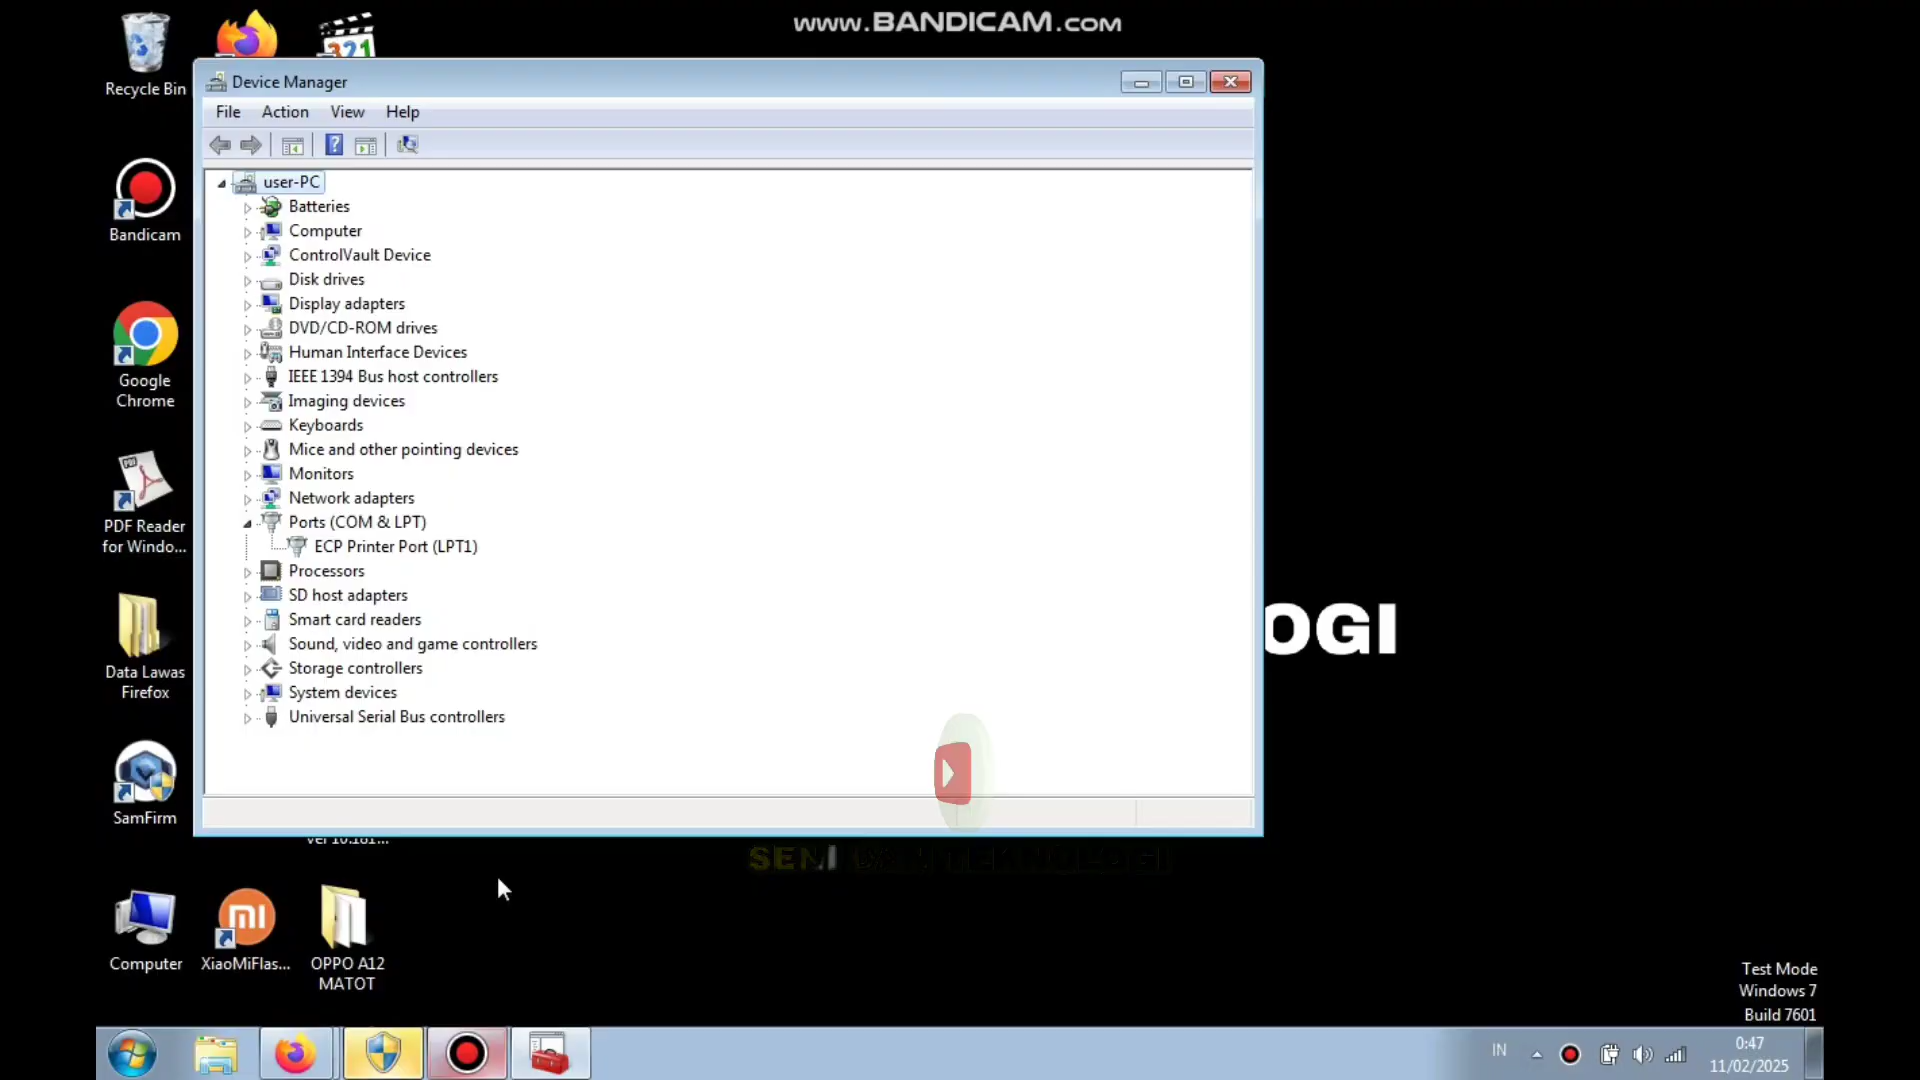 www.BANDICAM.com
Recycle Bin
321
Device Manager
File Action View Help
user-PC
Batteries
Computer
ControlVault Device
Disk drives
Display adapters
DVD/CD-ROM drives
Human Interface Devices
IEEE 1394 Bus host controllers
Imaging devices
Keyboards
Mice and other pointing devices
Monitors
Network adapters
Ports (COM & LPT)
ECP Printer Port (LPT1)
Processors
SD host adapters
Smart card readers
Sound, video and game controllers
Storage controllers
System devices
Universal Serial Bus controllers
Bandicam
Google
Chrome
PDF
PDF Reader
for Windo...
Data Lawas
Firefox
SamFirm
Computer
XiaoMiFlas...
OPPO A12
MATOT
OGI
SENI DAN TEKNOLOGI
Test Mode
Windows 7
Build 7601
IN
0:47
11/02/2025